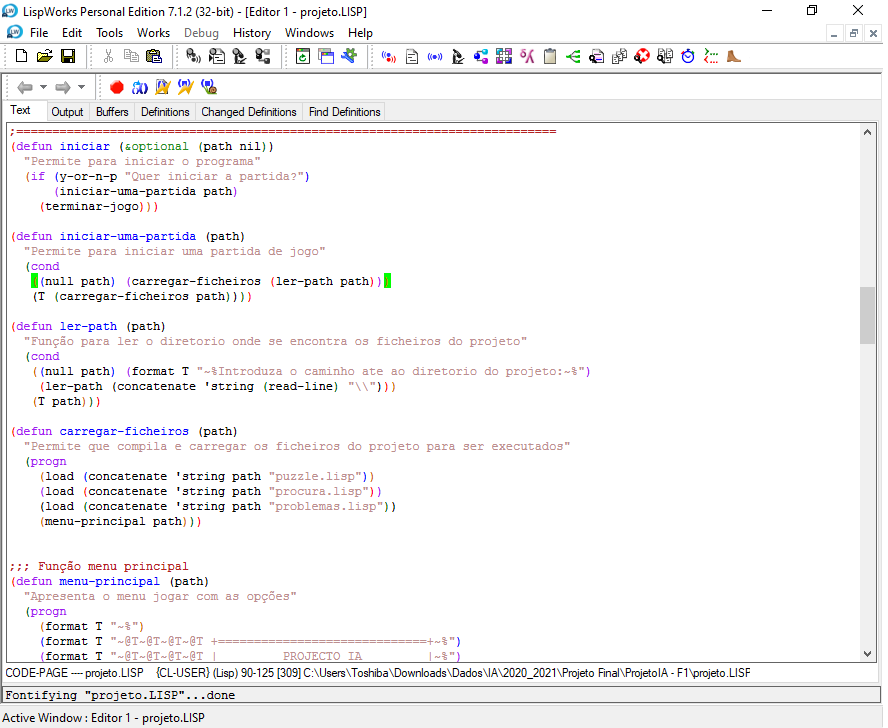 LispWorks Personal Edition 7.1.2 (32-bit) - [Editor 1 - projeto.LISP]
File Edit Tools Works Debug History Windows Help
Text Output Buffers Definitions Changed Definitions Find Definitions
;===========================================================================
(defun iniciar (&optional (path nil))
  "Permite para iniciar o programa"
  (if (y-or-n-p "Quer iniciar a partida?")
      (iniciar-uma-partida path)
    (terminar-jogo)))
(defun iniciar-uma-partida (path)
  "Permite para iniciar uma partida de jogo"
  (cond
   ((null path) (carregar-ficheiros (ler-path path)))
   (T (carregar-ficheiros path))))
(defun ler-path (path)
  "Função para ler o diretorio onde se encontra os ficheiros do projeto"
  (cond
   ((null path) (format T "~%Introduza o caminho ate ao diretorio do projeto:~%")
    (ler-path (concatenate 'string (read-line) "\\")))
   (T path)))
(defun carregar-ficheiros (path)
  "Permite que compila e carregar os ficheiros do projeto para ser executados"
  (progn
    (load (concatenate 'string path "puzzle.lisp"))
    (load (concatenate 'string path "procura.lisp"))
    (load (concatenate 'string path "problemas.lisp"))
    (menu-principal path)))
;;; Função menu principal
(defun menu-principal (path)
  "Apresenta o menu jogar com as opções"
  (progn
    (format T "~%")
    (format T "~@T~@T~@T~@T +=============================+~%")
    (format T "~@T~@T~@T~@T |         PROJECTO IA         |~%")
CODE-PAGE ---- projeto.LISP {CL-USER} (Lisp) 90-125 [309] C:\Users\Toshiba\Downloads\Dados\IA\2020_2021\Projeto Final\ProjetoIA - F1\projeto.LISF
Fontifying "projeto.LISP"...done
Active Window : Editor 1 - projeto.LISP